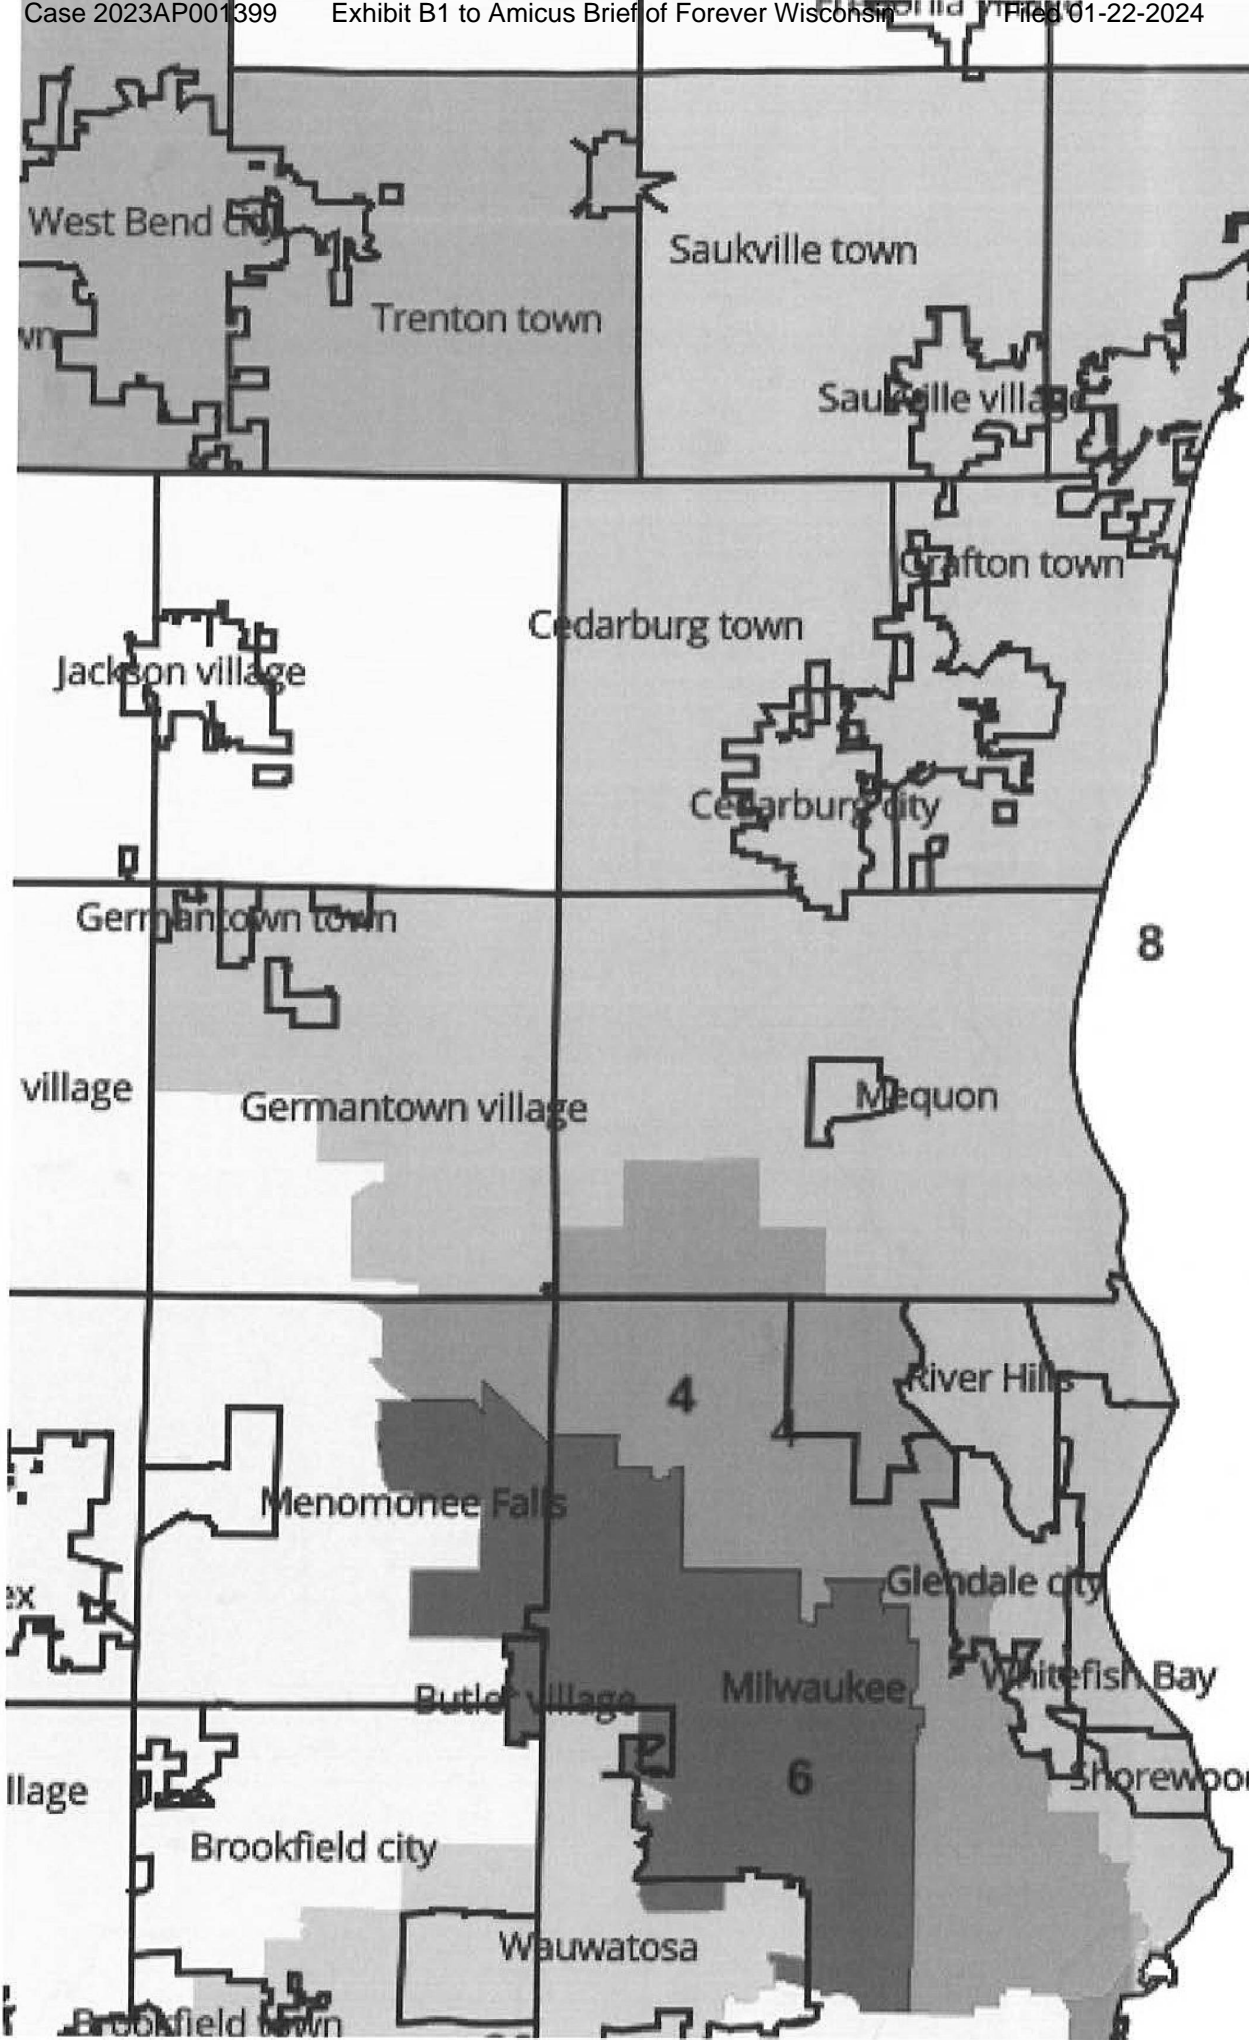 Case 2023AP001399 Exhibit B1 to Amicus Brief of Forever Wisconsin Filed 01-22-2024
West Bend city
Saukville town
Trenton town
wn
Saukville village
Grafton town
Cedarburg town
Jackson village
Cedarburg city
Germantown town
8
village
Germantown village
Mequon
River Hills
4
Menomonee Falls
Glendale city
ex
Whitefish Bay
Milwaukee
Butler village
6
Shorewoo
llage
Brookfield city
Wauwatosa
Brookfield town